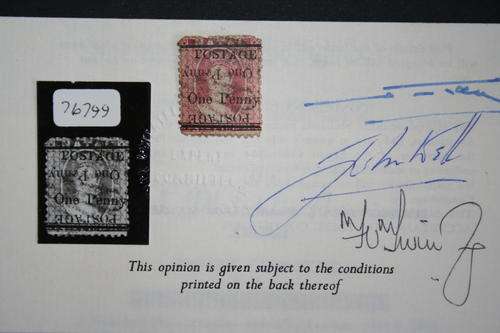 POSTAGE
One Penny
One Penny
POSTAGE
76799
POSTAGE
One Penny
One Penny
POSTAGE
This opinion is given subject to the conditions
printed on the back thereof